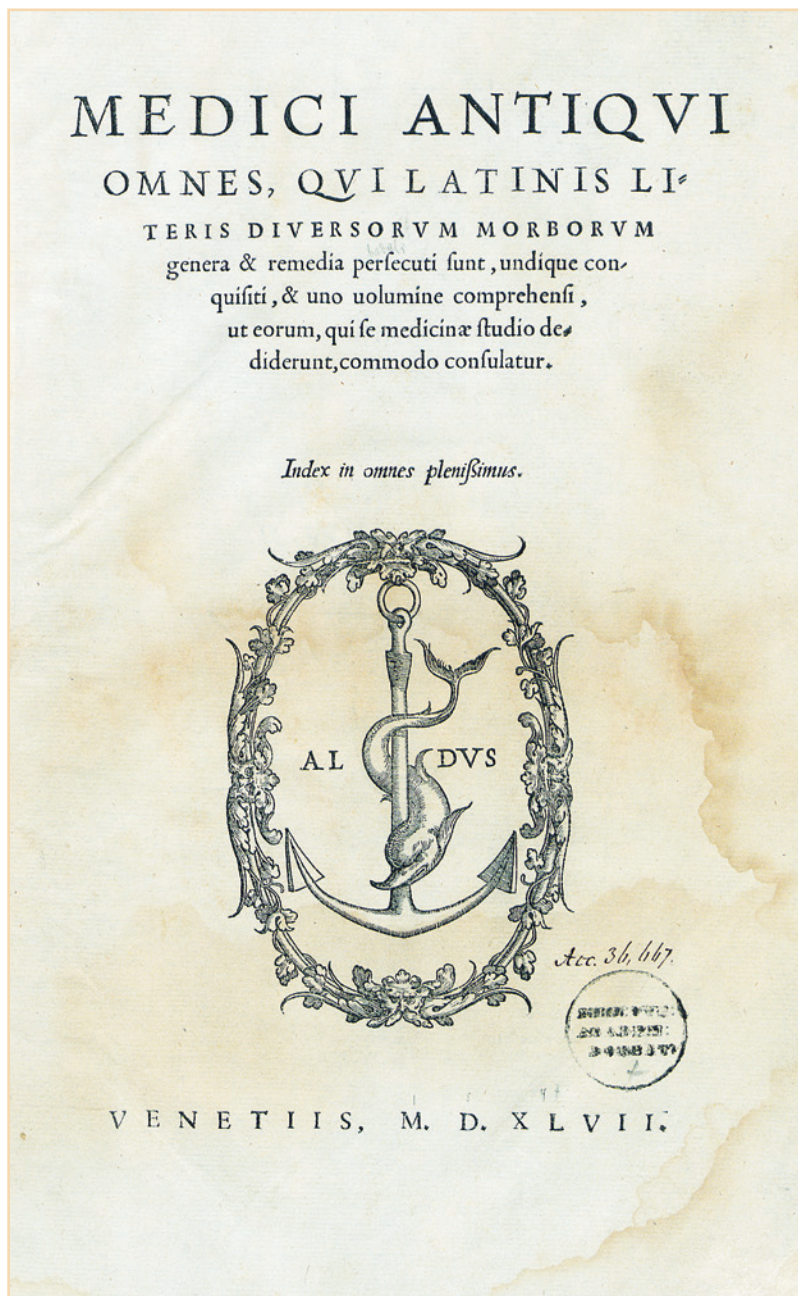 MEDICI ANTIQVI
OMNES, QVI LATINIS LI-
TERIS DIVERSORVM MORBORVM
genera & remedia perſecuti ſunt, undique con-
quiſiti, & uno uolumine comprehenſi,
ut eorum, qui ſe medicinæ ſtudio de-
diderunt, commodo conſulatur.
Index in omnes pleniſsimus.
AL DVS
Acc. 36,667.
VENETIIS, M. D. XLVII.